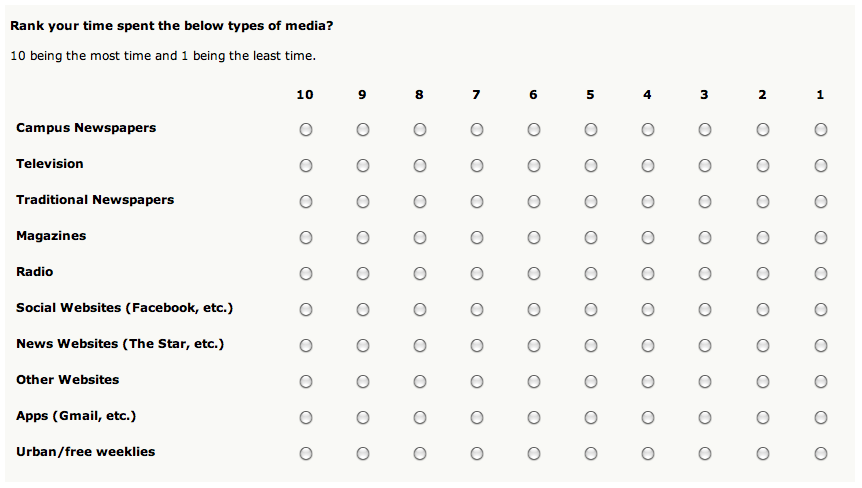 Rank your time spent the below types of media?
10 being the most time and 1 being the least time.
10 9 8 7 6 5 4 3 2 1
Campus Newspapers
Television
Traditional Newspapers
Magazines
Radio
Social Websites (Facebook, etc.)
News Websites (The Star, etc.)
Other Websites
Apps (Gmail, etc.)
Urban/free weeklies